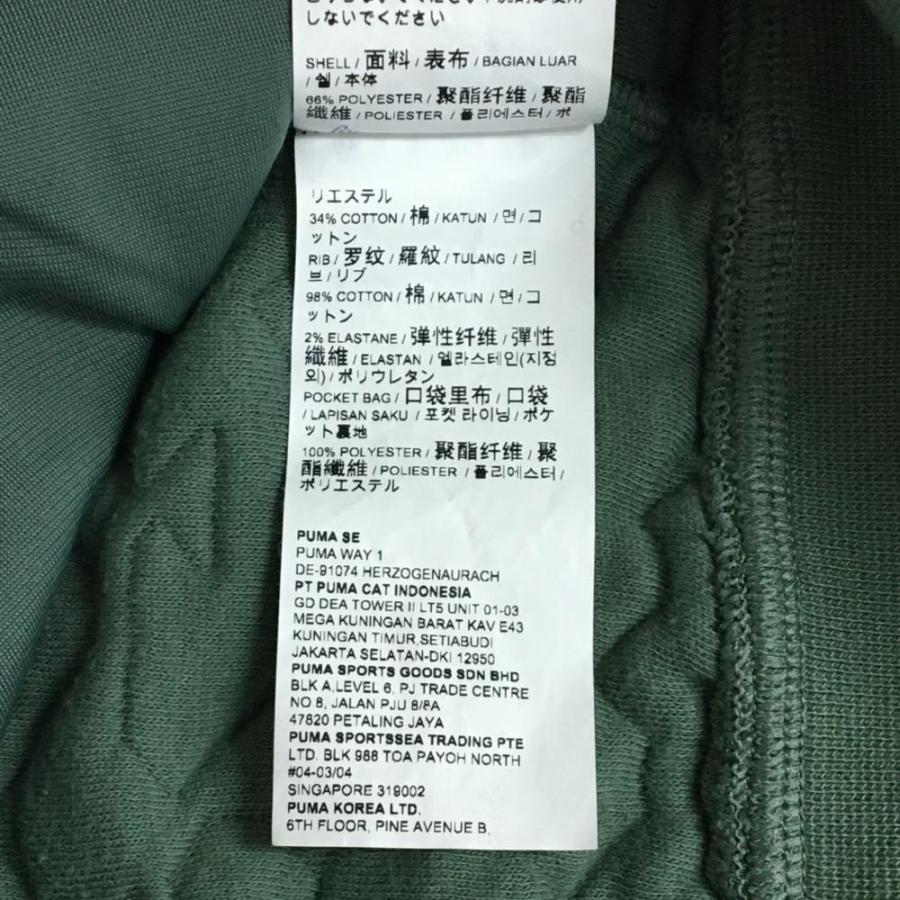 しないでください
SHELL / 面料 / 表布 / BAGIAN LUAR
/ 쉘 / 本体
66% POLYESTER / 聚酯纤维 / 聚酯
纖維 / POLIESTER / 폴리에스터 / ポ
リエステル
34% COTTON / 棉 / KATUN / 면 / コ
ットン
RIB / 罗纹 / 羅紋 / TULANG / 리
브 / リブ
98% COTTON / 棉 / KATUN / 면 / コ
ットン
2% ELASTANE / 弹性纤维 / 彈性
纖維 / ELASTAN / 엘라스테인(지정
외) / ポリウレタン
POCKET BAG / 口袋里布 / 口袋
/ LAPISAN SAKU / 포켓 라이닝 / ポケ
ット裏地
100% POLYESTER / 聚酯纤维 / 聚
酯纖維 / POLIESTER / 폴리에스터 /
ポリエステル
PUMA SE
PUMA WAY 1
DE-91074 HERZOGENAURACH
PT PUMA CAT INDONESIA
GD DEA TOWER II LT5 UNIT 01-03
MEGA KUNINGAN BARAT KAV E43
KUNINGAN TIMUR,SETIABUDI
JAKARTA SELATAN-DKI 12950
PUMA SPORTS GOODS SDN BHD
BLK A,LEVEL 6, PJ TRADE CENTRE
NO 8, JALAN PJU 8/8A
47820 PETALING JAYA
PUMA SPORTSSEA TRADING PTE
LTD. BLK 988 TOA PAYOH NORTH
#04-03/04
SINGAPORE 319002
PUMA KOREA LTD.
6TH FLOOR, PINE AVENUE B,